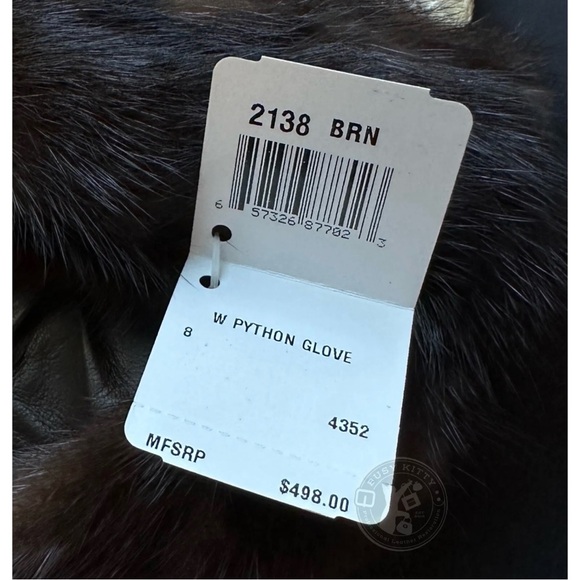 2138 BRN
6 57326 87702 3
W PYTHON GLOVE
8
4352
MFSRP
$498.00